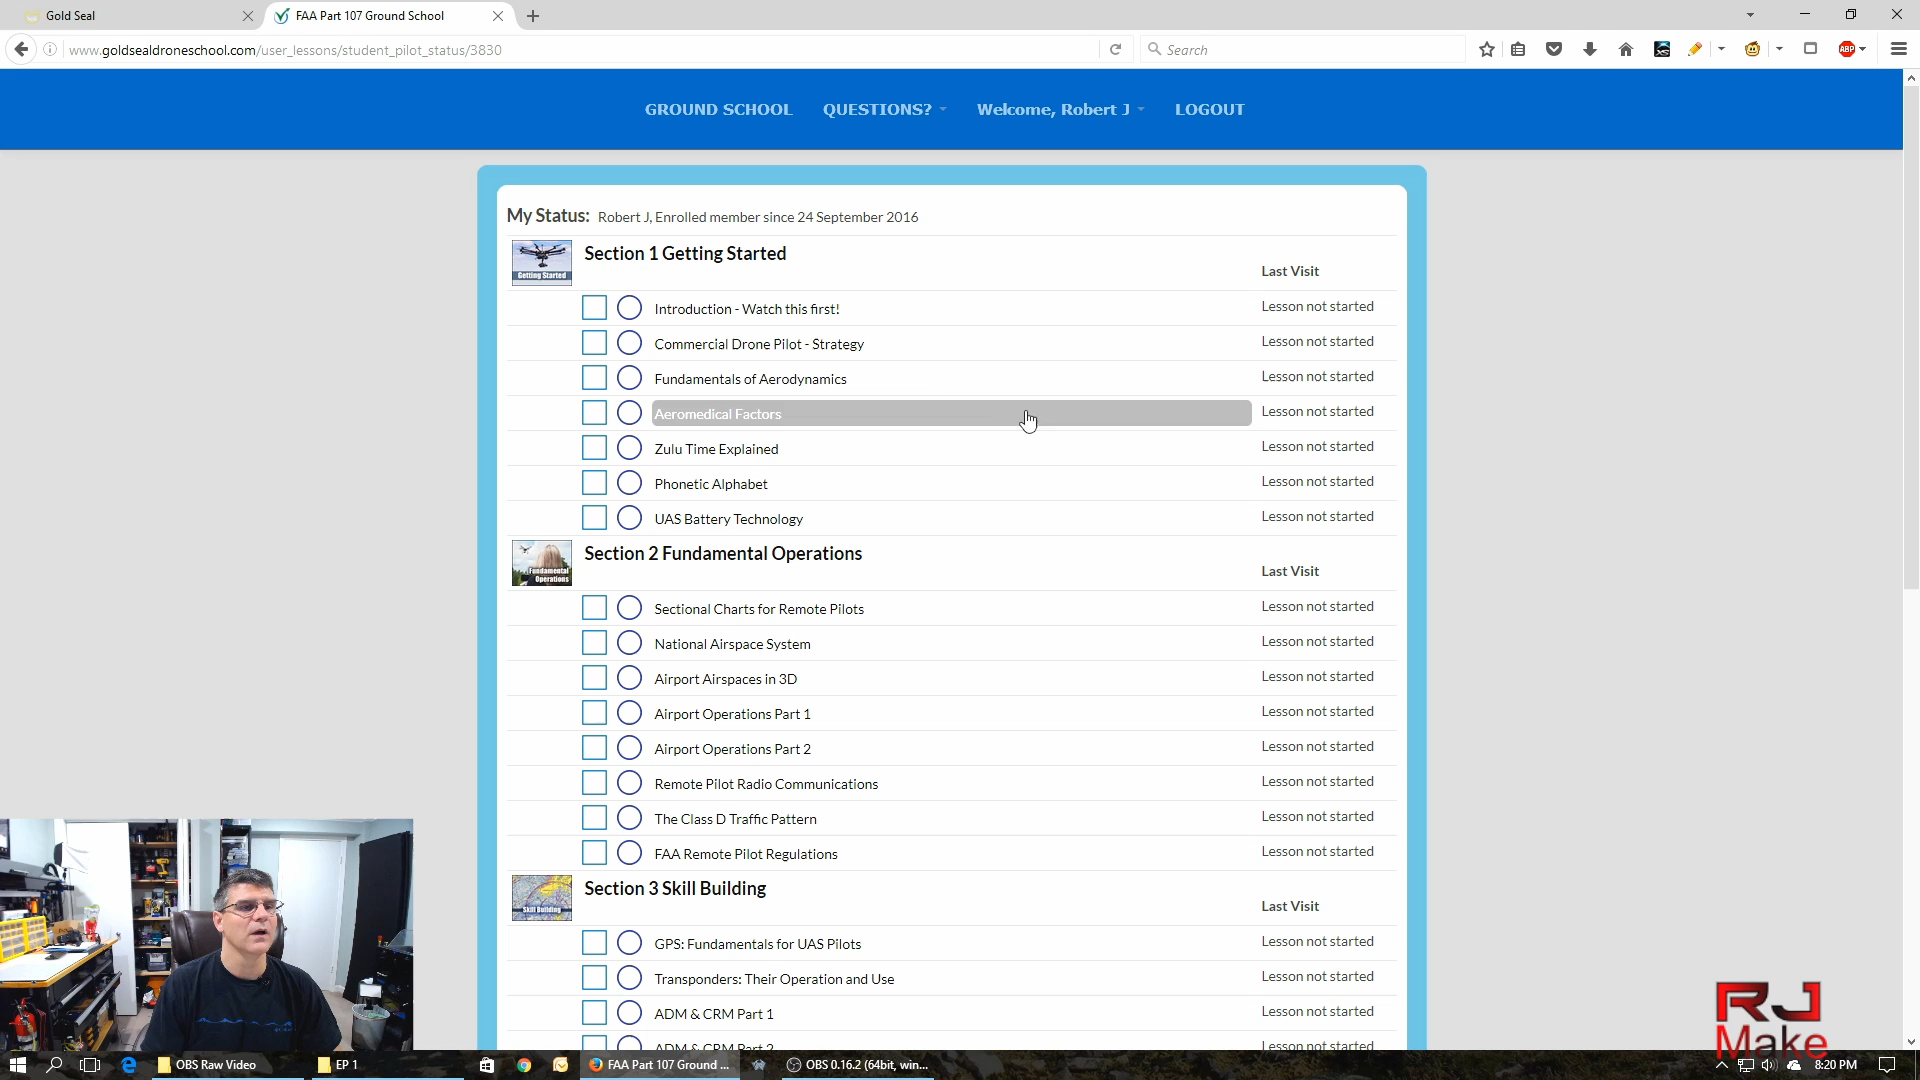 Gold Seal
FAA Part 107 Ground School
www.goldsealdroneschool.com/user_lessons/student_pilot_status/3830
Search
ABP
GROUND SCHOOL
QUESTIONS?
Welcome, Robert J
LOGOUT
My Status: Robert J, Enrolled member since 24 September 2016
Getting Started
Section 1 Getting Started
Last Visit
Introduction - Watch this first!
Lesson not started
Commercial Drone Pilot - Strategy
Lesson not started
Fundamentals of Aerodynamics
Lesson not started
Aeromedical Factors
Lesson not started
Zulu Time Explained
Lesson not started
Phonetic Alphabet
Lesson not started
UAS Battery Technology
Lesson not started
Fundamental
Operations
Section 2 Fundamental Operations
Last Visit
Sectional Charts for Remote Pilots
Lesson not started
National Airspace System
Lesson not started
Airport Airspaces in 3D
Lesson not started
Airport Operations Part 1
Lesson not started
Airport Operations Part 2
Lesson not started
Remote Pilot Radio Communications
Lesson not started
The Class D Traffic Pattern
Lesson not started
FAA Remote Pilot Regulations
Lesson not started
Skill Building
Section 3 Skill Building
Last Visit
GPS: Fundamentals for UAS Pilots
Lesson not started
Transponders: Their Operation and Use
Lesson not started
ADM & CRM Part 1
Lesson not started
ADM & CRM Part 2
Lesson not started
RJ
Make
OBS Raw Video
EP 1
FAA Part 107 Ground ...
OBS 0.16.2 (64bit, win...
8:20 PM